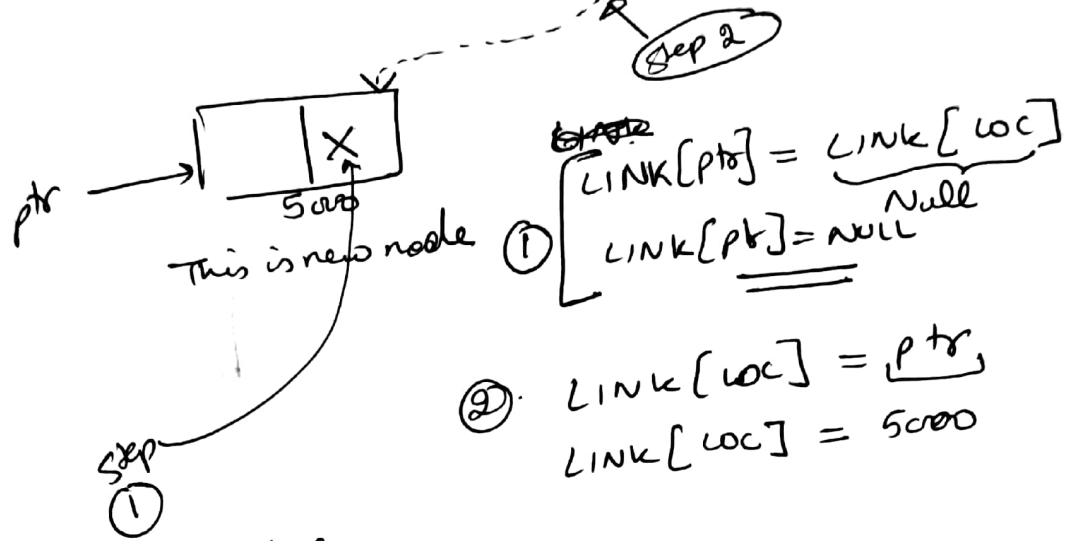 Step 2
LINK[ptr] = LINK[LOC]
Null
ptr
5000
This is new node
① LINK[ptr] = NULL
② LINK[LOC] = ptr
LINK[LOC] = 5000
Step
①